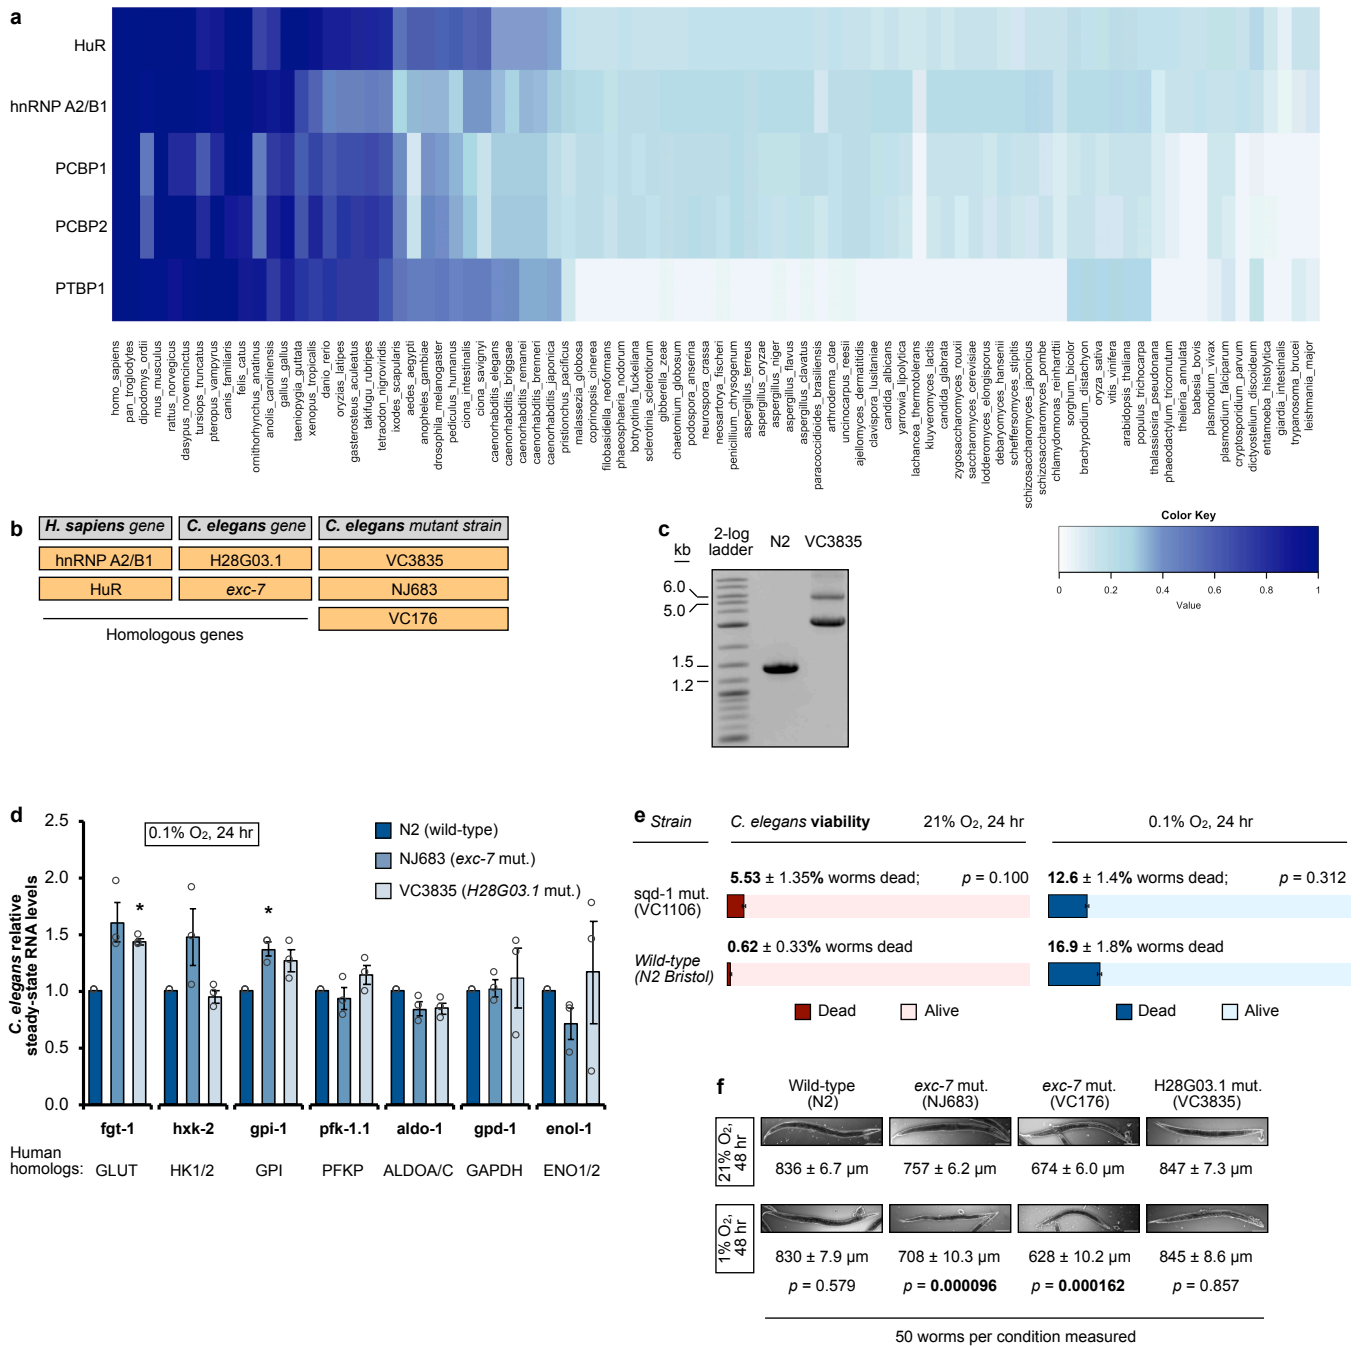 a
HuR
hnRNP A2/B1
PCBP1
PCBP2
PTBP1
homo_sapiens
pan_troglodytes
dipodomys_ordii
mus_musculus
rattus_norvegicus
dasypus_novemcinctus
tursiops_truncatus
pteropus_vampyrus
canis_familiaris
felis_catus
ornithorhynchus_anatinus
anolis_carolinensis
gallus_gallus
taeniopygia_guttata
xenopus_tropicalis
danio_rerio
oryzias_latipes
gasterosteus_aculeatus
takifugu_rubripes
tetraodon_nigroviridis
ixodes_scapularis
aedes_aegypti
anopheles_gambiae
drosophila_melanogaster
pediculus_humanus
ciona_intestinalis
ciona_savignyi
caenorhabditis_elegans
caenorhabditis_briggsae
caenorhabditis_remanei
caenorhabditis_brenneri
caenorhabditis_japonica
pristionchus_pacificus
malassezia_globosa
coprinopsis_cinerea
filobasidiella_neoformans
phaeosphaeria_nodorum
botryotinia_fuckeliana
sclerotinia_sclerotiorum
gibberella_zeae
chaetomium_globosum
podospora_anserina
neurospora_crassa
neosartorya_fischeri
penicillium_chrysogenum
aspergillus_terreus
aspergillus_oryzae
aspergillus_niger
aspergillus_flavus
aspergillus_clavatus
paracoccidioides_brasiliensis
arthroderma_otae
uncinocarpus_reesii
ajellomyces_dermatitidis
clavispora_lusitaniae
candida_albicans
yarrowia_lipolytica
lachancea_thermotolerans
kluyveromyces_lactis
candida_glabrata
zygosaccharomyces_rouxii
saccharomyces_cerevisiae
lodderomyces_elongisporus
debaryomyces_hansenii
scheffersomyces_stipitis
schizosaccharomyces_japonicus
schizosaccharomyces_pombe
chlamydomonas_reinhardtii
sorghum_bicolor
brachypodium_distachyon
oryza_sativa
vitis_vinifera
arabidopsis_thaliana
populus_trichocarpa
thalassiosira_pseudonana
phaeodactylum_tricornutum
theileria_annulata
babesia_bovis
plasmodium_vivax
plasmodium_falciparum
cryptosporidium_parvum
dictyostelium_discoideum
entamoeba_histolytica
giardia_intestinalis
trypanosoma_brucei
leishmania_major
Color Key
0 0.2 0.4 0.6 0.8 1
Value
b
H. sapiens gene C. elegans gene C. elegans mutant strain
hnRNP A2/B1 H28G03.1 VC3835
HuR exc-7 NJ683
VC176
Homologous genes
c
kb 2-log ladder N2 VC3835
6.0
5.0
1.5
1.2
d
C. elegans relative
steady-state RNA levels
2.5
2.0
1.5
1.0
0.5
0.0
0.1% O₂, 24 hr
N2 (wild-type)
NJ683 (exc-7 mut.)
VC3835 (H28G03.1 mut.)
* *
fgt-1 hxk-2 gpi-1 pfk-1.1 aldo-1 gpd-1 enol-1
Human
homologs: GLUT HK1/2 GPI PFKP ALDOA/C GAPDH ENO1/2
e
Strain C. elegans viability 21% O₂, 24 hr 0.1% O₂, 24 hr
sqd-1 mut.
(VC1106)
5.53 ± 1.35% worms dead; p = 0.100
12.6 ± 1.4% worms dead; p = 0.312
Wild-type
(N2 Bristol)
0.62 ± 0.33% worms dead
16.9 ± 1.8% worms dead
Dead Alive Dead Alive
f
Wild-type
(N2)
exc-7 mut.
(NJ683)
exc-7 mut.
(VC176)
H28G03.1 mut.
(VC3835)
21% O₂,
48 hr
836 ± 6.7 µm 757 ± 6.2 µm 674 ± 6.0 µm 847 ± 7.3 µm
1% O₂,
48 hr
830 ± 7.9 µm 708 ± 10.3 µm 628 ± 10.2 µm 845 ± 8.6 µm
p = 0.579 p = 0.000096 p = 0.000162 p = 0.857
50 worms per condition measured